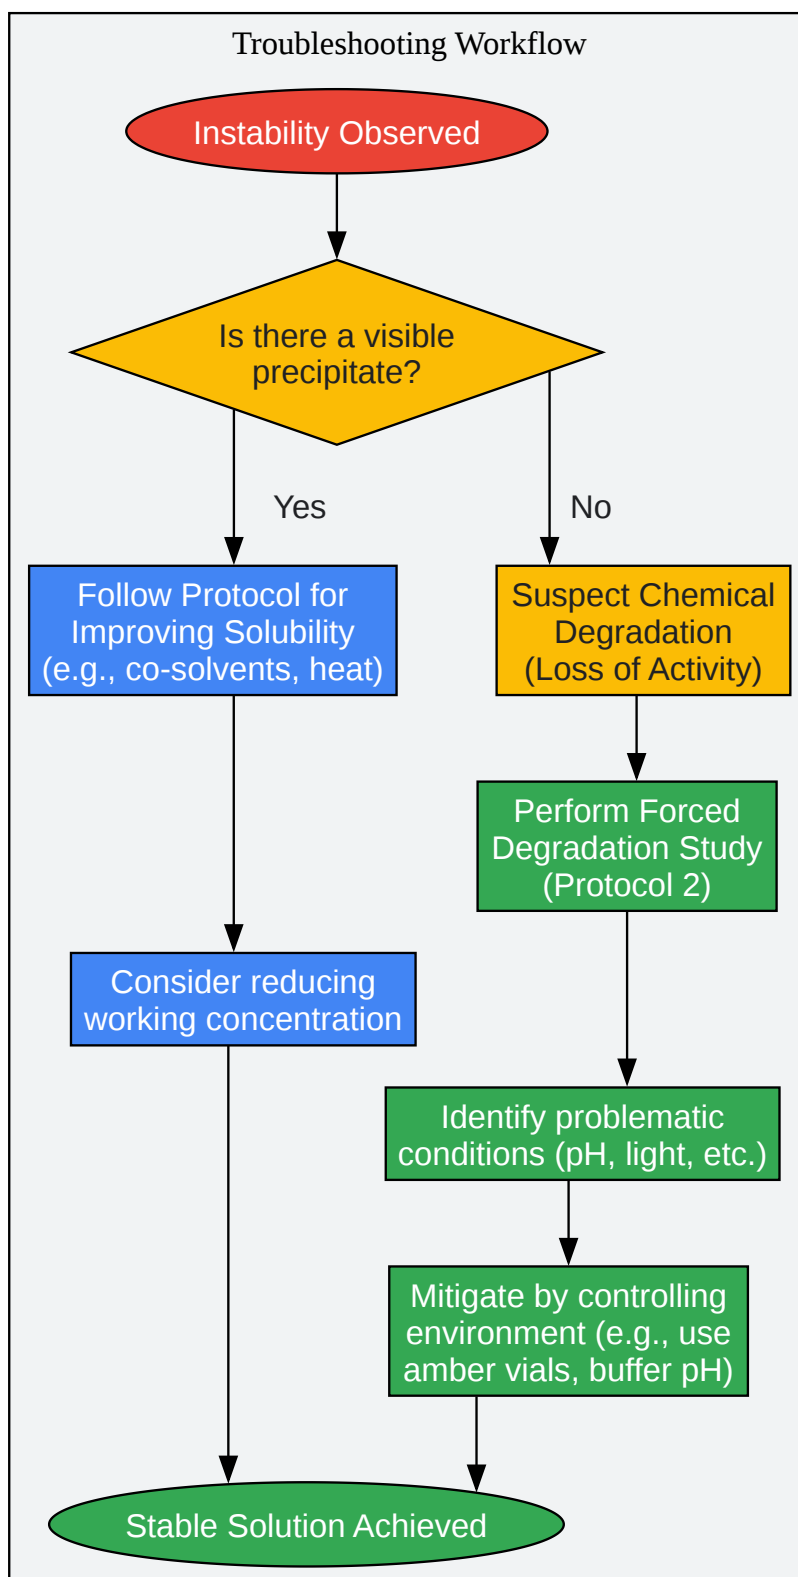 Troubleshooting Workflow
Instability Observed
Is there a visible
precipitate?
Yes
No
Follow Protocol for
Improving Solubility
(e.g., co-solvents, heat)
Suspect Chemical
Degradation
(Loss of Activity)
Perform Forced
Degradation Study
(Protocol 2)
Consider reducing
working concentration
Identify problematic
conditions (pH, light, etc.)
Mitigate by controlling
environment (e.g., use
amber vials, buffer pH)
Stable Solution Achieved